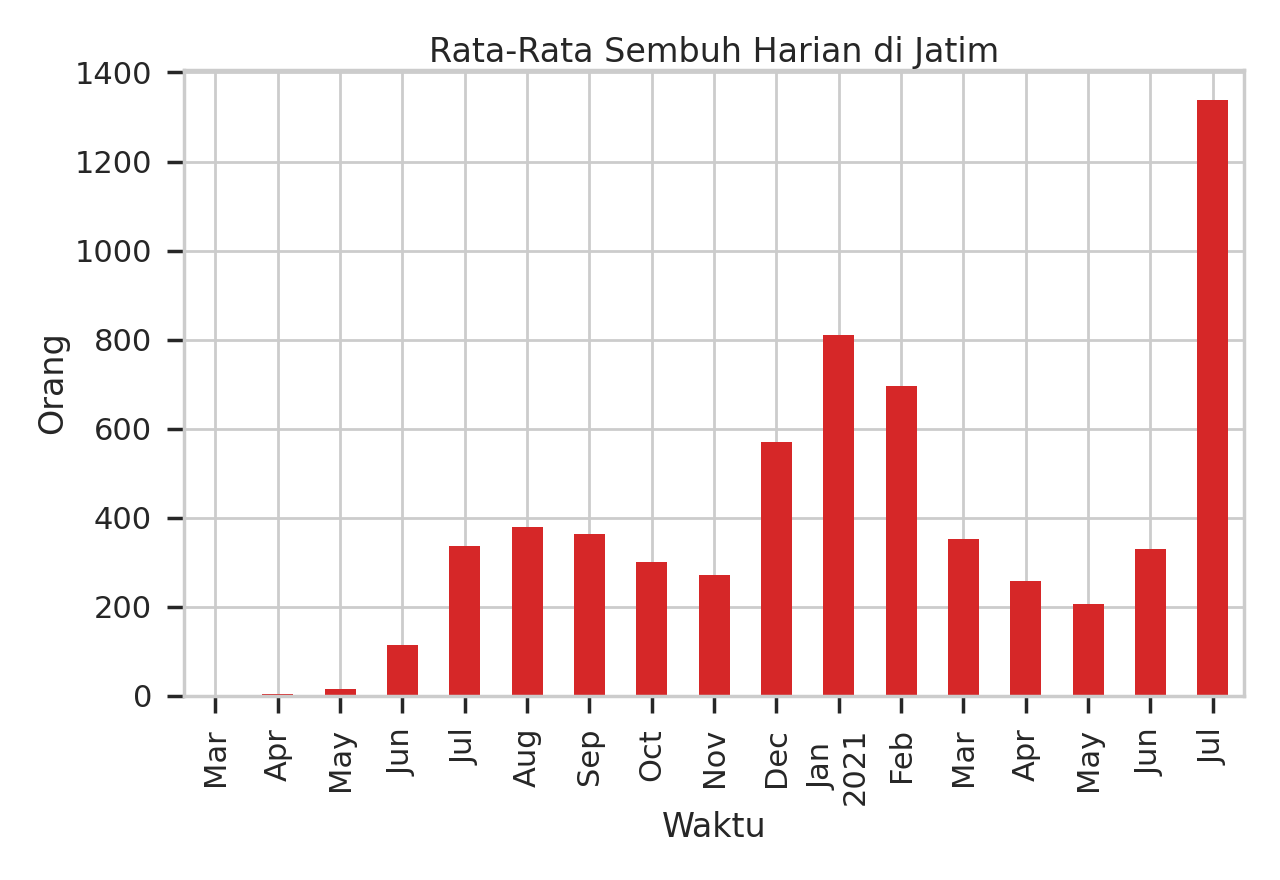 Rata-Rata Sembuh Harian di Jatim
1400
1200
1000
800
600
400
200
0
Orang
Mar
Apr
May
Jun
Jul
Aug
Sep
Oct
Nov
Dec
Jan
2021
Feb
Mar
Apr
May
Jun
Jul
Waktu